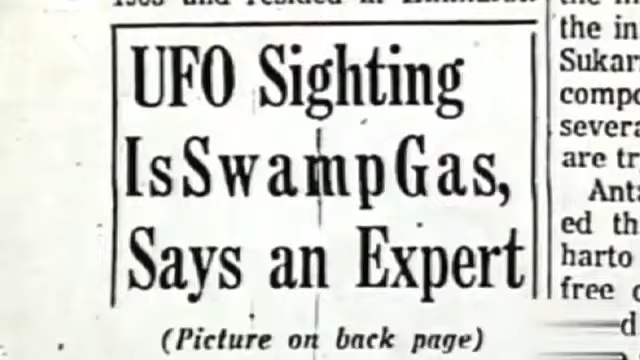 UFO Sighting
Is Swamp Gas,
Says an Expert
(Picture on back page)
the in
Sukar
compo
severa
are tr
Anta
ed th
harto
free